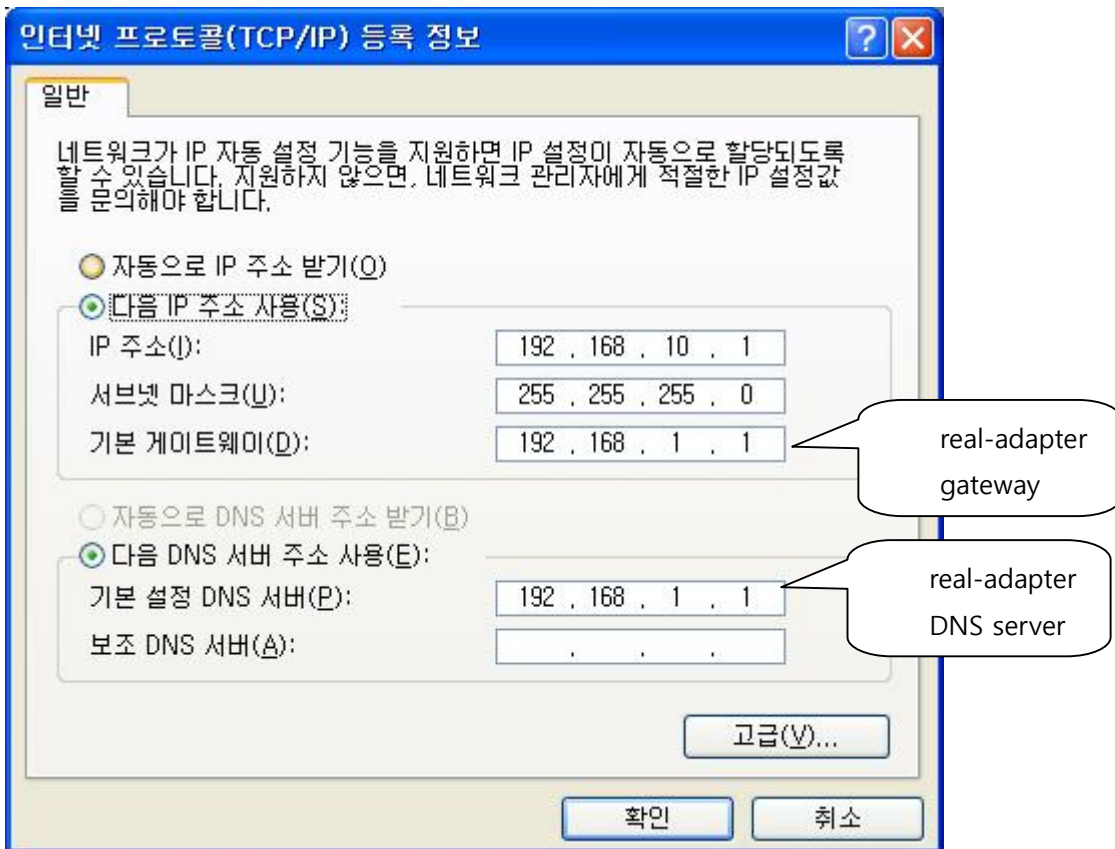 인터넷 프로토콜(TCP/IP) 등록 정보
일반
네트워크가 IP 자동 설정 기능을 지원하면 IP 설정이 자동으로 할당되도록
할 수 있습니다. 지원하지 않으면, 네트워크 관리자에게 적절한 IP 설정값
을 문의해야 합니다.
자동으로 IP 주소 받기(O)
다음 IP 주소 사용(S):
IP 주소(I): 192 . 168 . 10 . 1
서브넷 마스크(U): 255 . 255 . 255 . 0
기본 게이트웨이(D): 192 . 168 . 1 . 1
real-adapter
gateway
자동으로 DNS 서버 주소 받기(B)
다음 DNS 서버 주소 사용(E):
기본 설정 DNS 서버(P): 192 . 168 . 1 . 1
real-adapter
DNS server
보조 DNS 서버(A): . . .
고급(V)...
확인 취소